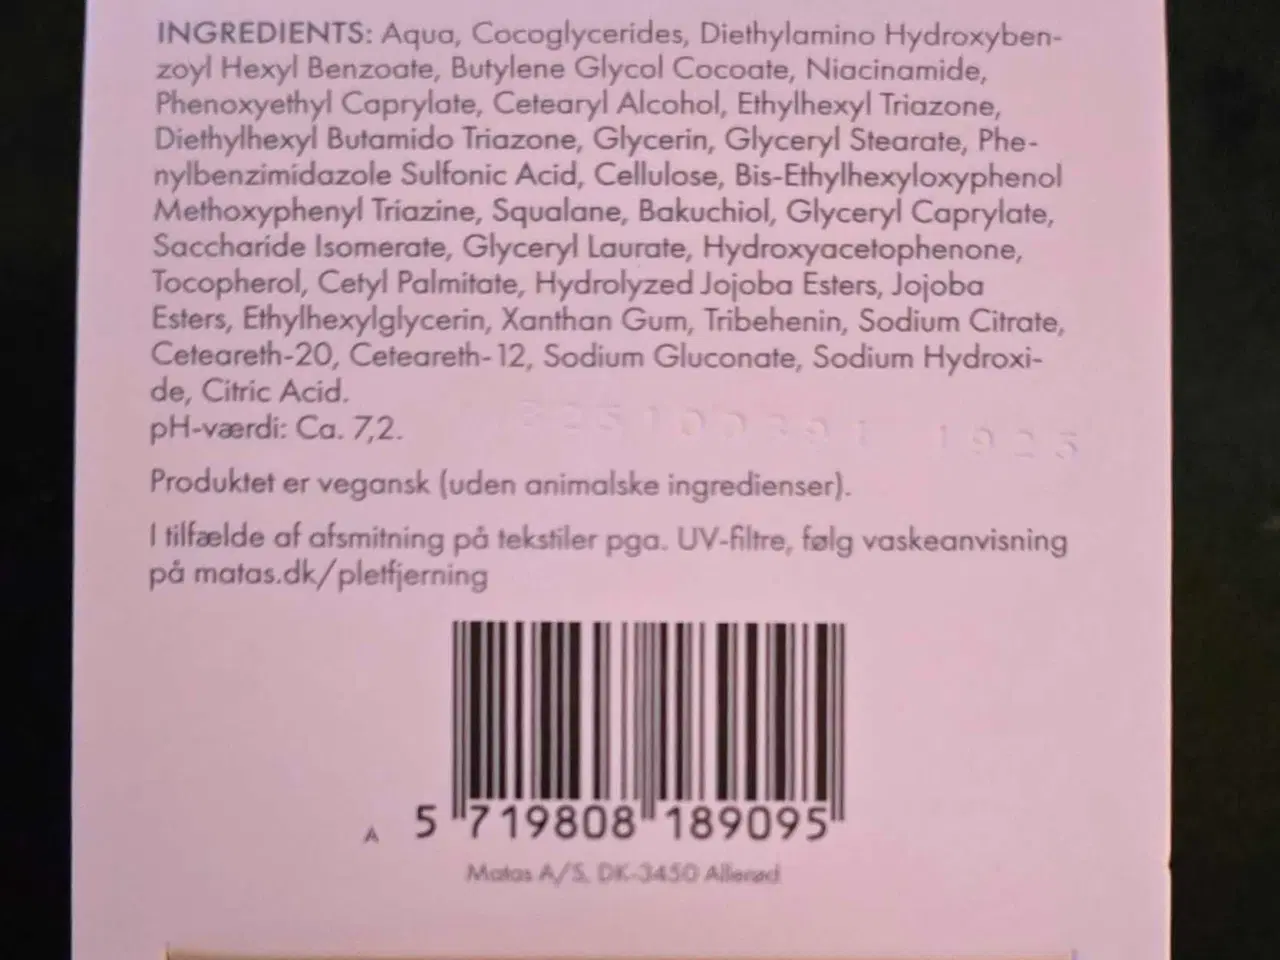 INGREDIENTS: Aqua, Cocoglycerides, Diethylamino Hydroxyben-
zoyl Hexyl Benzoate, Butylene Glycol Cocoate, Niacinamide,
Phenoxyethyl Caprylate, Cetearyl Alcohol, Ethylhexyl Triazone,
Diethylhexyl Butamido Triazone, Glycerin, Glyceryl Stearate, Phe-
nylbenzimidazole Sulfonic Acid, Cellulose, Bis-Ethylhexyloxyphenol
Methoxyphenyl Triazine, Squalane, Bakuchiol, Glyceryl Caprylate,
Saccharide Isomerate, Glyceryl Laurate, Hydroxyacetophenone,
Tocopherol, Cetyl Palmitate, Hydrolyzed Jojoba Esters, Jojoba
Esters, Ethylhexylglycerin, Xanthan Gum, Tribehenin, Sodium Citrate,
Ceteareth-20, Ceteareth-12, Sodium Gluconate, Sodium Hydroxi-
de, Citric Acid.
pH-værdi: Ca. 7,2.
1925
Produktet er vegansk (uden animalske ingredienser).
I tilfælde af afsmitning på tekstiler pga. UV-filtre, følg vaskeanvisning
på matas.dk/pletfjerning
A 5 719808 189095
Matas A/S, DK-3450 Allerød